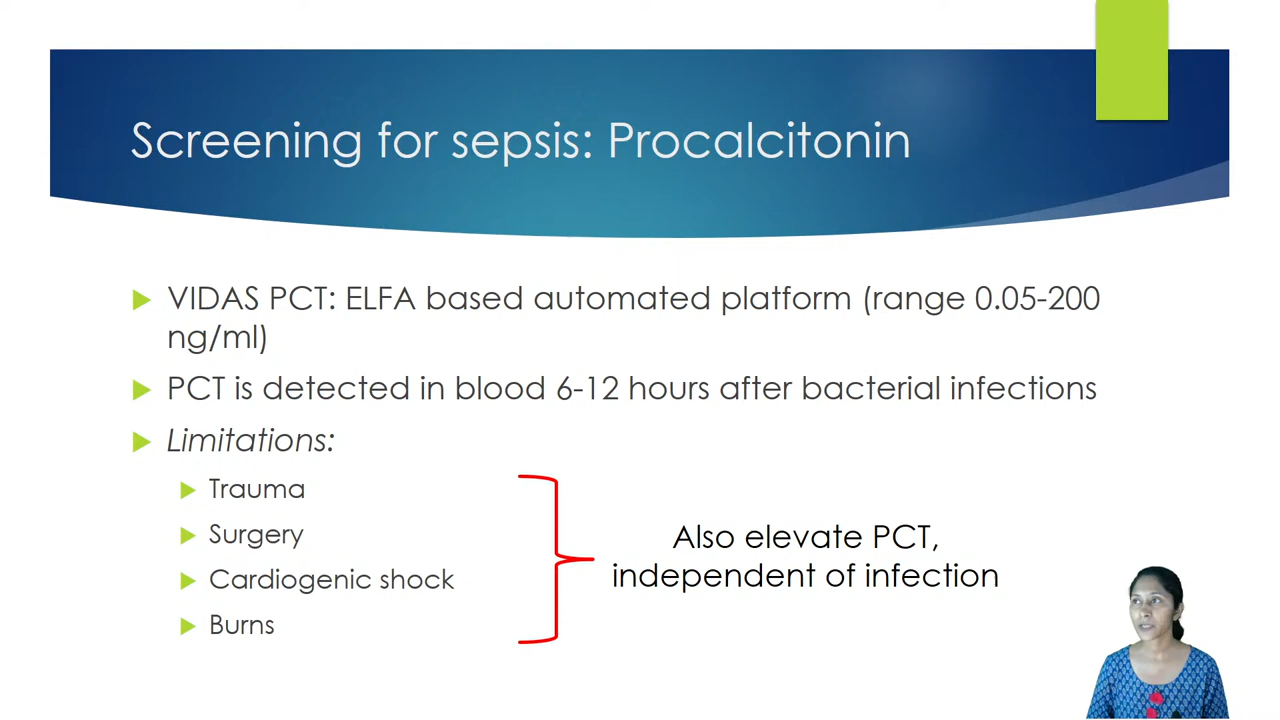 Screening for sepsis: Procalcitonin
VIDAS PCT: ELFA based automated platform (range 0.05-200
ng/ml)
PCT is detected in blood 6-12 hours after bacterial infections
Limitations:
Trauma
Surgery
Cardiogenic shock
Burns
Also elevate PCT,
independent of infection